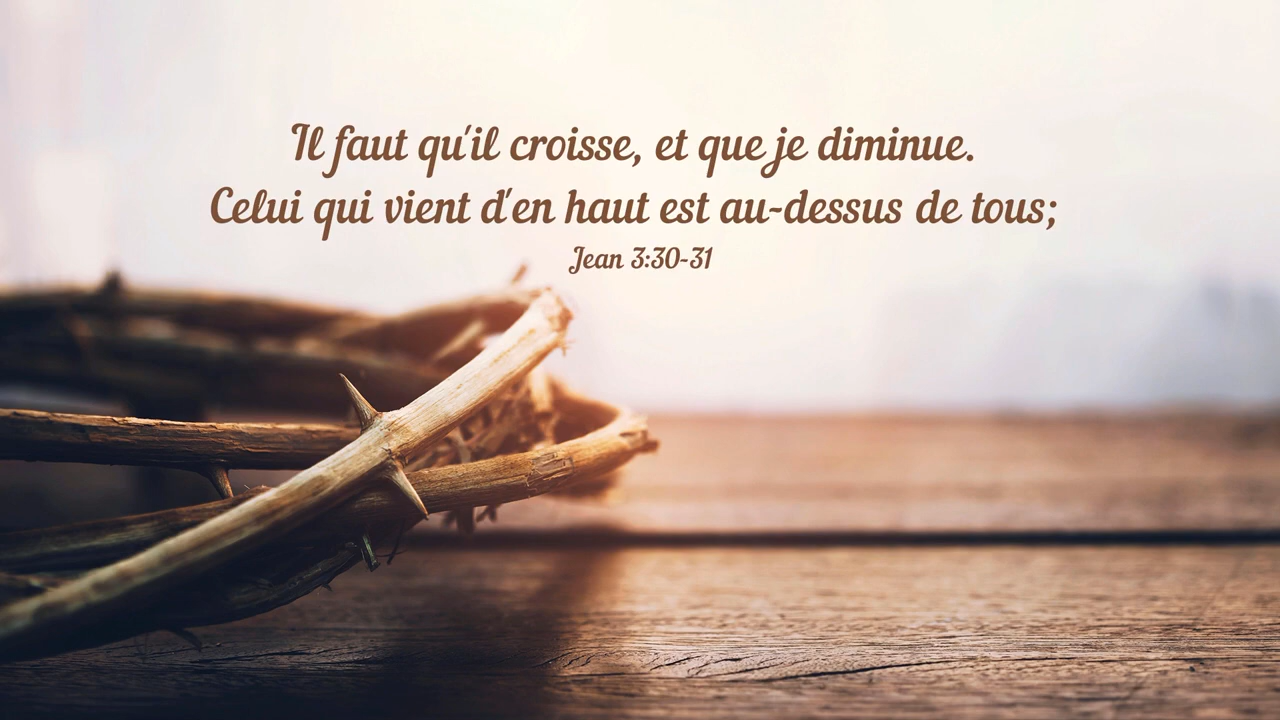 Il faut qu'il croisse, et que je diminue.
Celui qui vient d'en haut est au-dessus de tous;
Jean 3:30-31